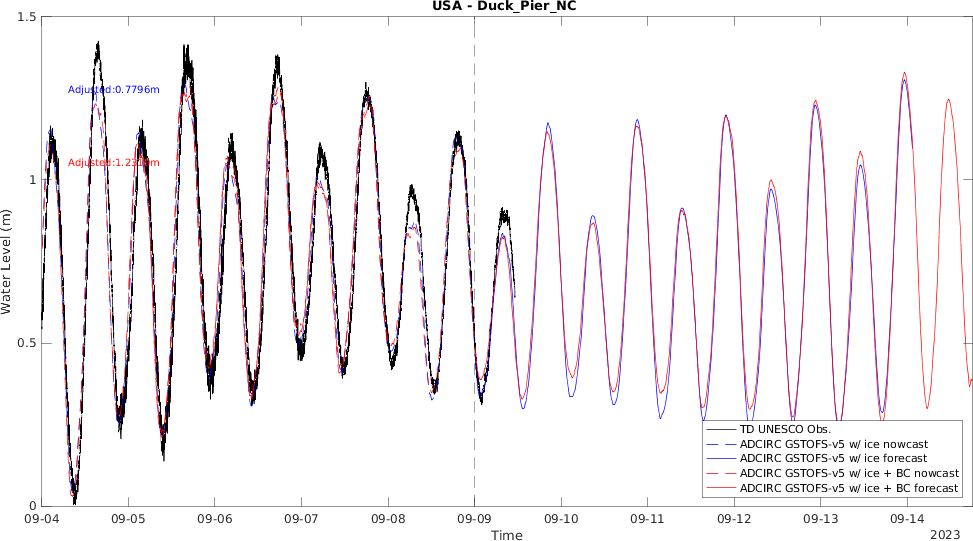 USA - Duck_Pier_NC
1.5
1
0.5
0
Water Level (m)
Adjusted:0.7796m
09-04
09-05
09-06
09-07
09-08
09-09
09-10
09-11
09-12
09-13
09-14
Time
2023
TD UNESCO Obs.
ADCIRC GSTOFS-v5 w/ ice nowcast
ADCIRC GSTOFS-v5 w/ ice forecast
ADCIRC GSTOFS-v5 w/ ice + BC nowcast
ADCIRC GSTOFS-v5 w/ ice + BC forecast